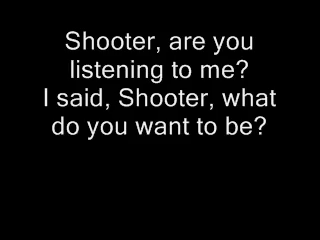 Shooter, are you
listening to me?
I said, Shooter, what
do you want to be?